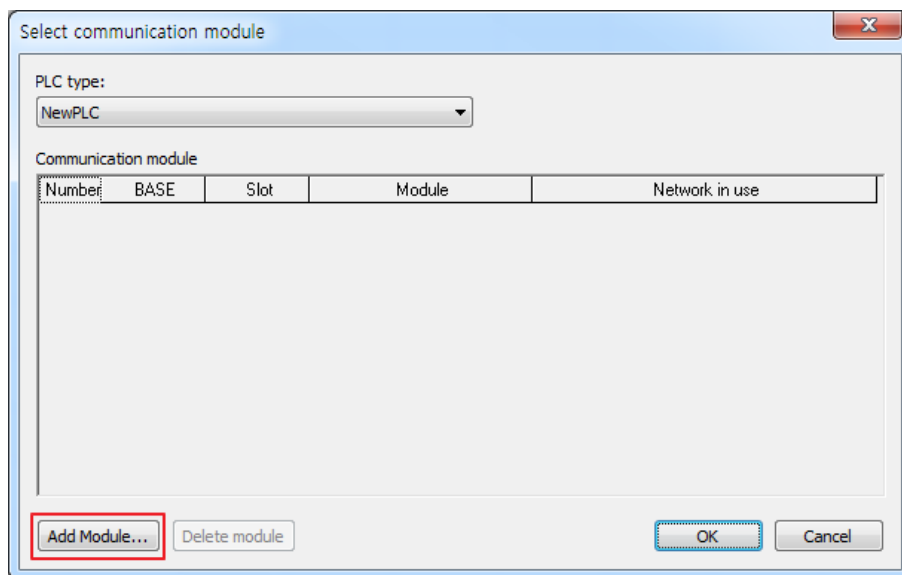 Select communication module
PLC type:
NewPLC
Communication module
Number BASE Slot Module Network in use
Add Module... Delete module OK Cancel